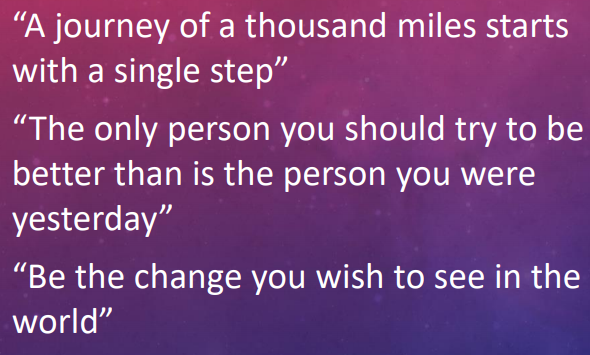 “A journey of a thousand miles starts
with a single step”
“The only person you should try to be
better than is the person you were
yesterday”
“Be the change you wish to see in the
world”